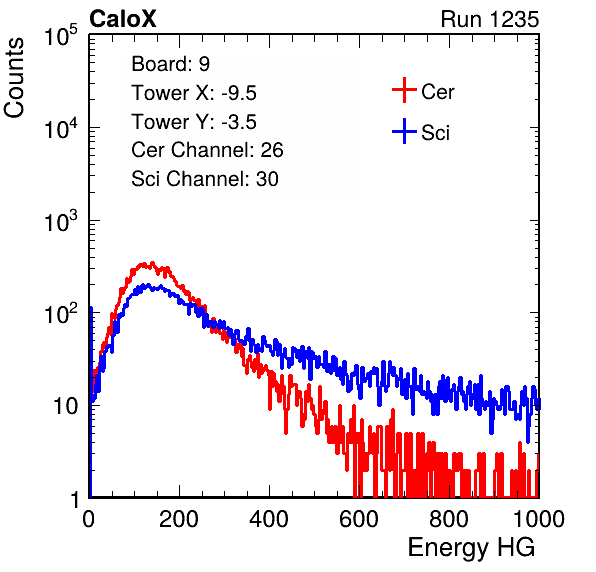 CaloX Run 1235
Counts
10^5
10^4
10^3
10^2
10
1
Board: 9
Tower X: -9.5
Tower Y: -3.5
Cer Channel: 26
Sci Channel: 30
Cer
Sci
0 200 400 600 800 1000
Energy HG